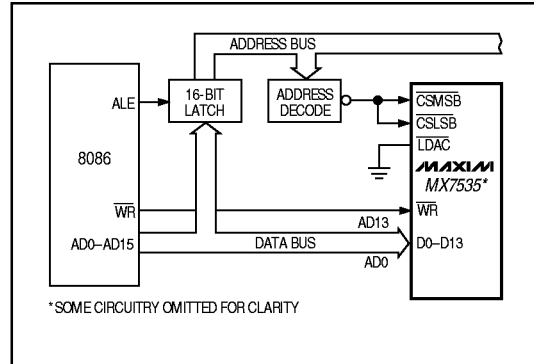 ADDRESS BUS
ALE
16-BIT
LATCH
ADDRESS
DECODE
CSMSB
CSLSB
LDAC
8086
MAXIM
MX7535*
WR
WR
AD13
AD0–AD15
DATA BUS
D0–D13
AD0
*SOME CIRCUITRY OMITTED FOR CLARITY